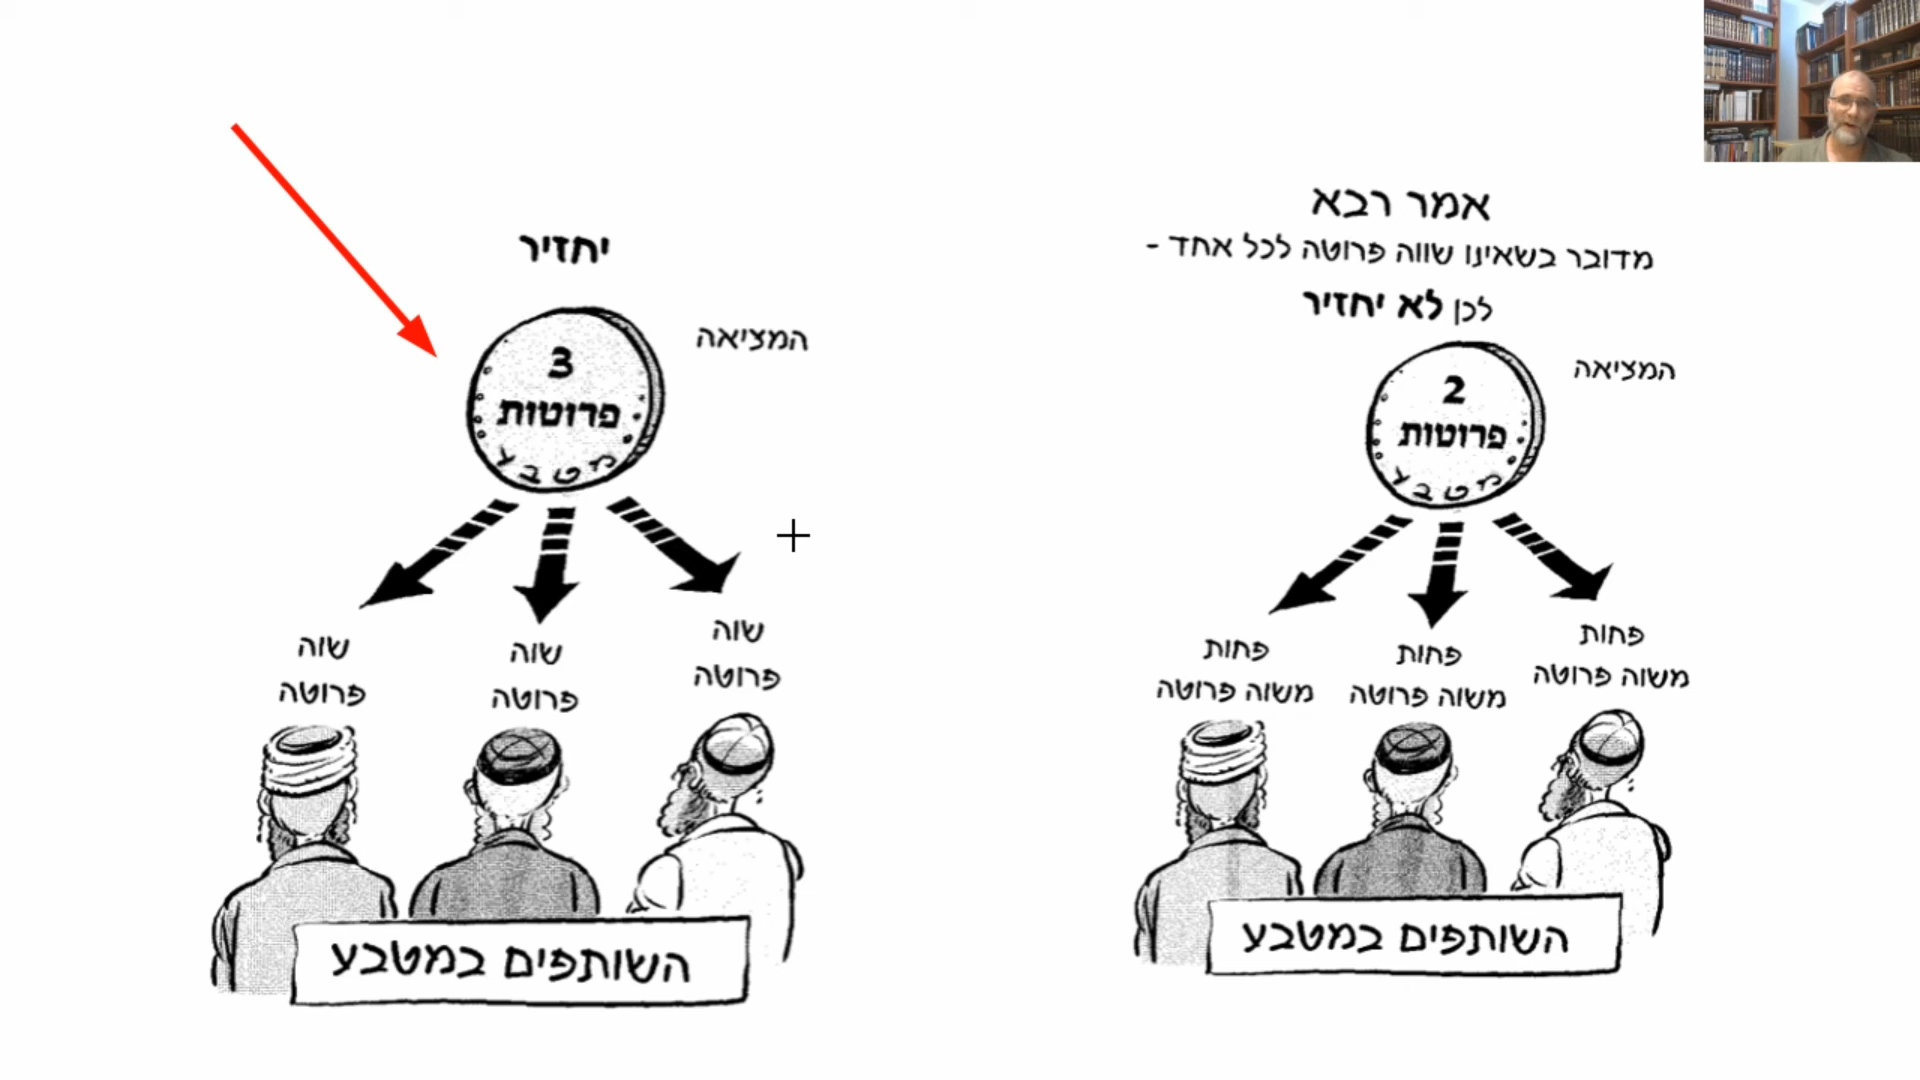 אמר רבא
מדובר בשאינו שווה פרוטה לכל אחד -
לכן לא יחזיר
המציאה
2
פרוטות
מטבע
פחות
משוה פרוטה
פחות
משוה פרוטה
פחות
משוה פרוטה
השותפים במטבע
יחזיר
המציאה
3
פרוטות
מטבע
שוה
פרוטה
שוה
פרוטה
שוה
פרוטה
השותפים במטבע